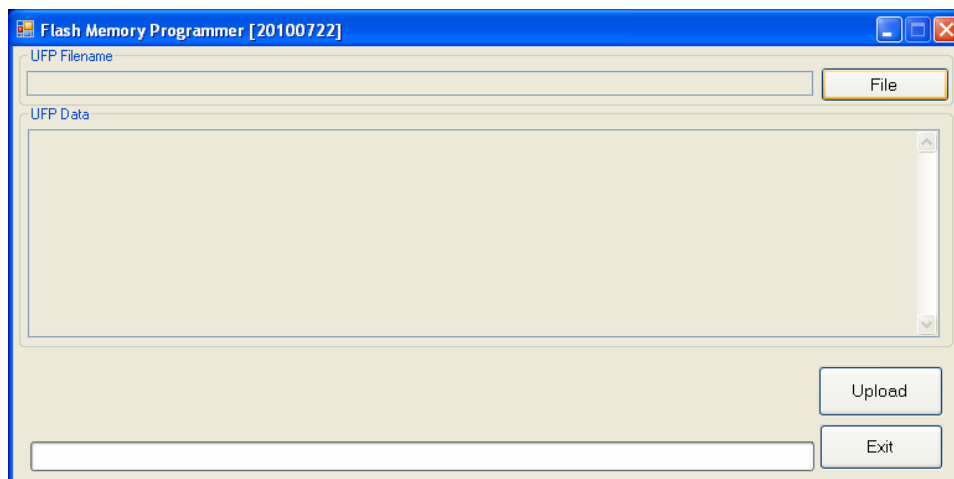 Flash Memory Programmer [20100722]
UFP Filename
File
UFP Data
Upload
Exit